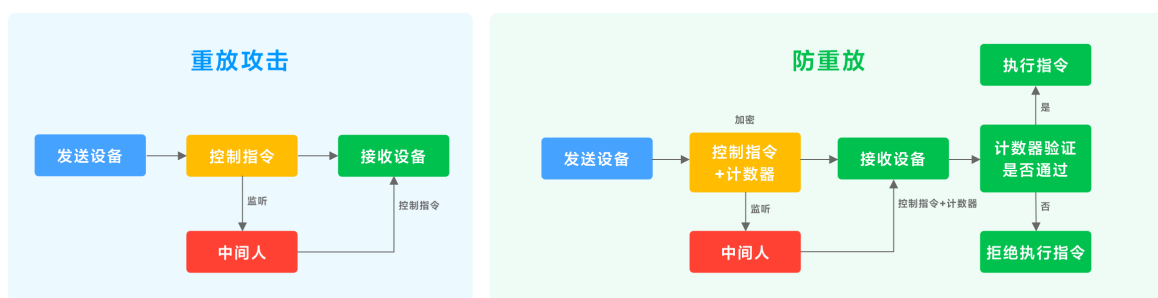 重放攻击
发送设备
控制指令
接收设备
监听
控制指令
中间人
防重放
执行指令
是
加密
发送设备
控制指令
+计数器
接收设备
计数器验证
是否通过
监听
控制指令+计数器
否
中间人
拒绝执行指令